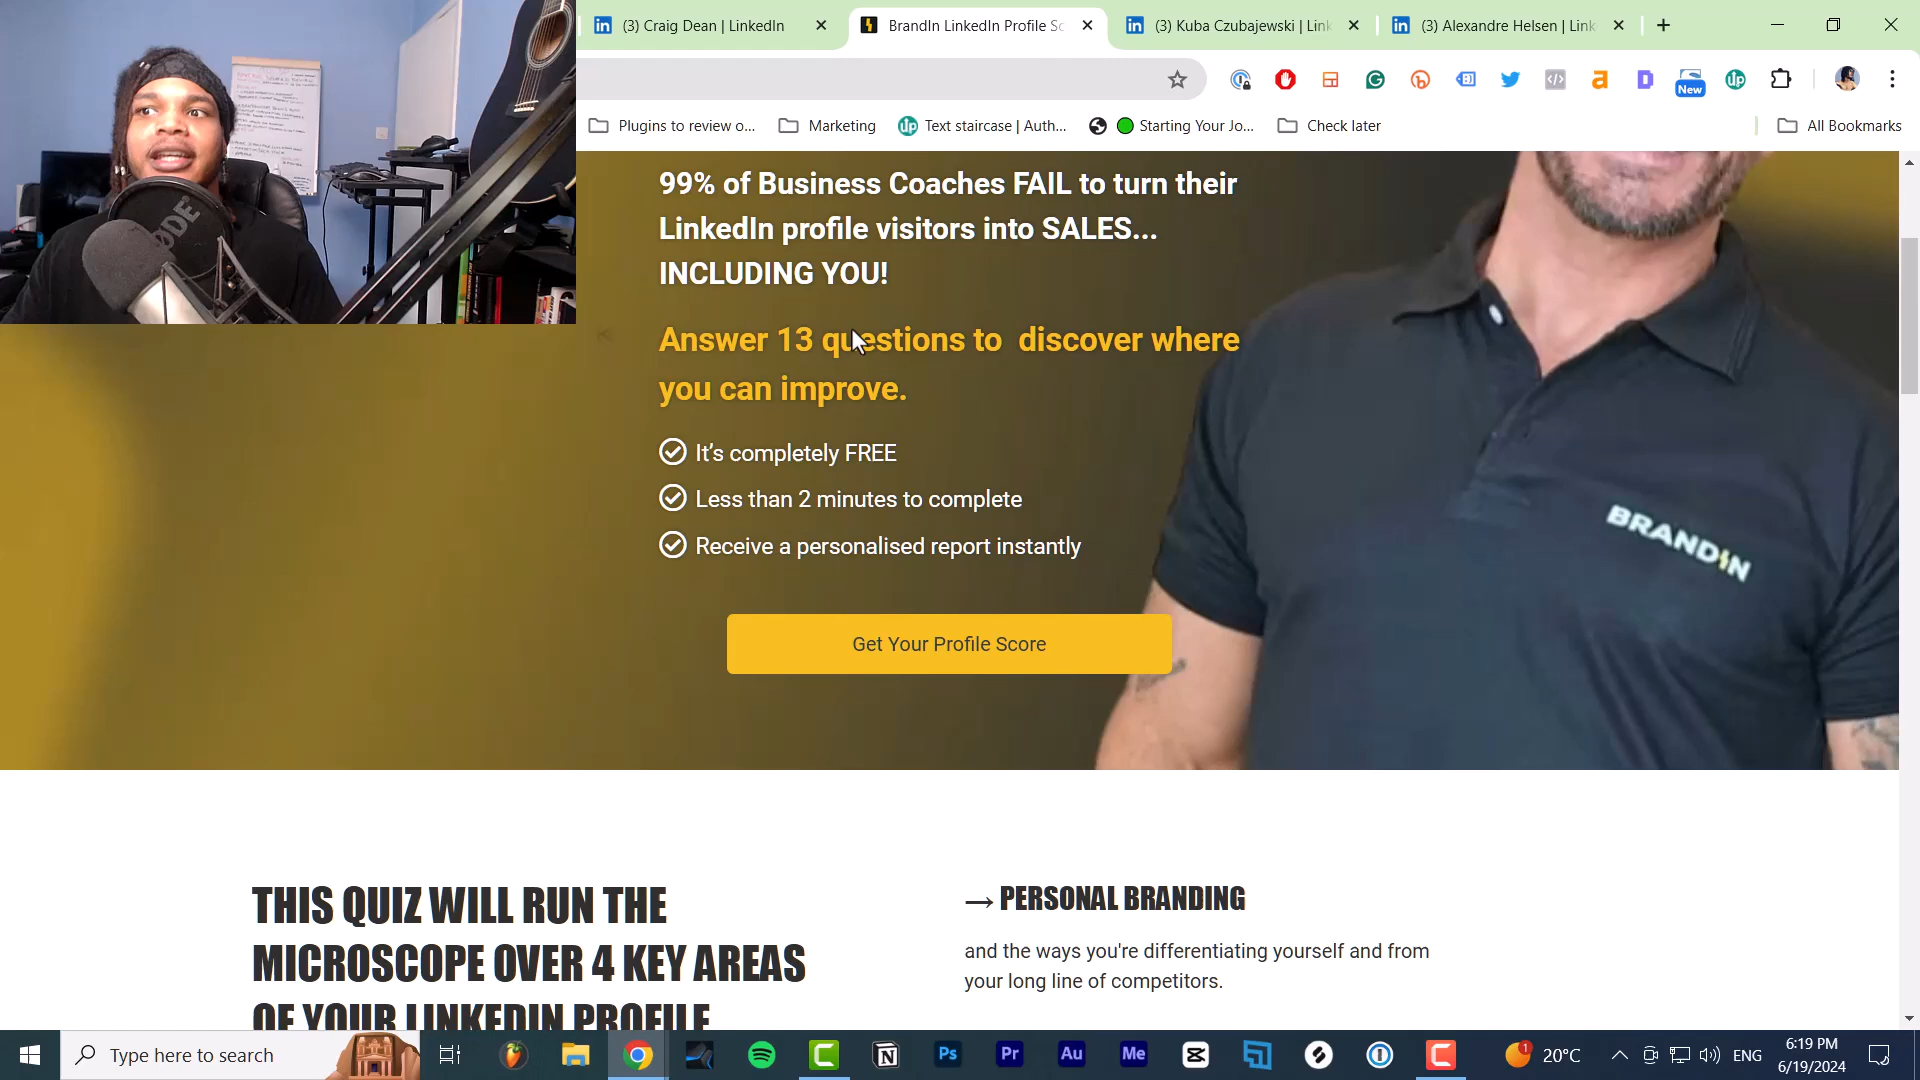 (3) Craig Dean | LinkedIn
BrandIn LinkedIn Profile Sc
(3) Kuba Czubajewski | Link
(3) Alexandre Helsen | Link
New
Plugins to review o...
Marketing
Text staircase | Auth...
Starting Your Jo...
Check later
All Bookmarks
99% of Business Coaches FAIL to turn their
LinkedIn profile visitors into SALES...
INCLUDING YOU!
Answer 13 questions to discover where
you can improve.
It's completely FREE
Less than 2 minutes to complete
Receive a personalised report instantly
Get Your Profile Score
BRANDIN
THIS QUIZ WILL RUN THE
MICROSCOPE OVER 4 KEY AREAS
OF YOUR LINKEDIN PROFILE
→ PERSONAL BRANDING
and the ways you're differentiating yourself and from
your long line of competitors.
Type here to search
Ps
Pr
Au
Me
1
20°C
ENG
6:19 PM
6/19/2024